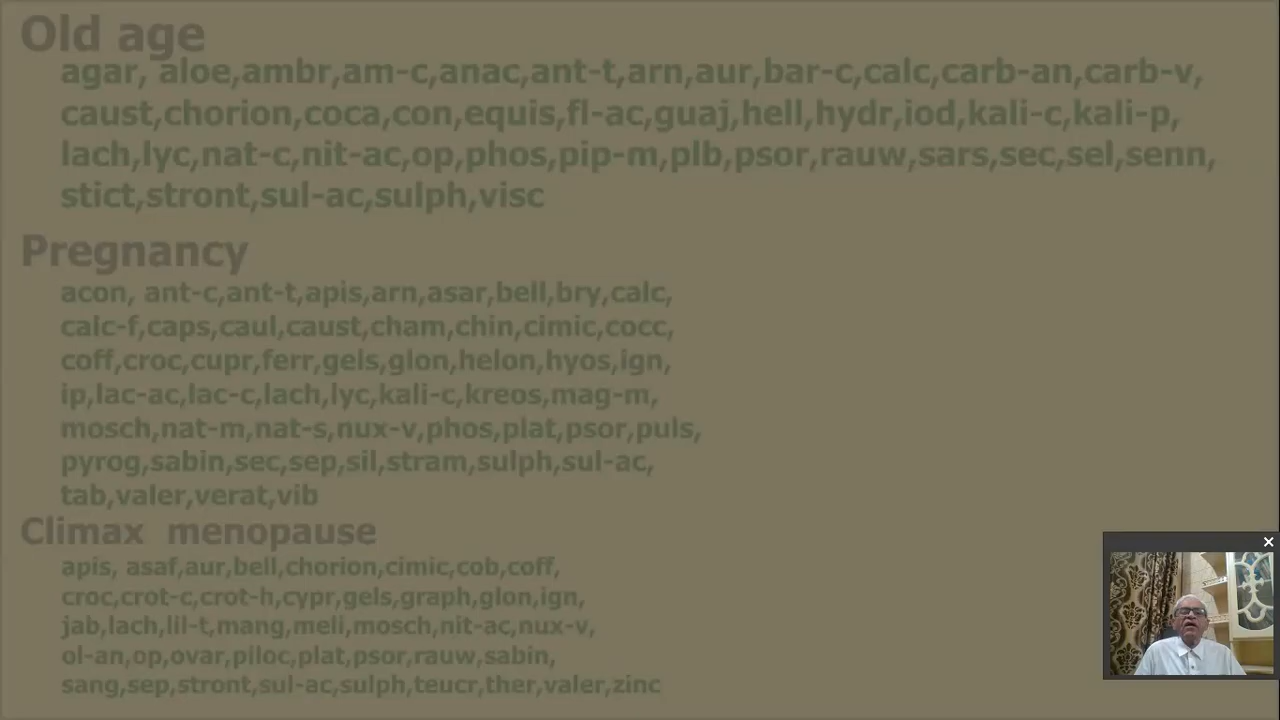 Old age
agar, aloe,ambr,am-c,anac,ant-t,arn,aur,bar-c,calc,carb-an,carb-v,
caust,chorion,coca,con,equis,fl-ac,guaj,hell,hydr,iod,kali-c,kali-p,
lach,lyc,nat-c,nit-ac,op,phos,pip-m,plb,psor,rauw,sars,sec,sel,senn,
stict,stront,sul-ac,sulph,visc
Pregnancy
acon, ant-c,ant-t,apis,arn,asar,bell,bry,calc,
calc-f,caps,caul,caust,cham,chin,cimic,cocc,
coff,croc,cupr,ferr,gels,glon,helon,hyos,ign,
ip,lac-ac,lac-c,lach,lyc,kali-c,kreos,mag-m,
mosch,nat-m,nat-s,nux-v,phos,plat,psor,puls,
pyrog,sabin,sec,sep,sil,stram,sulph,sul-ac,
tab,valer,verat,vib
Climax menopause
apis, asaf,aur,bell,chorion,cimic,cob,coff,
croc,crot-c,crot-h,cypr,gels,graph,glon,ign,
jab,lach,lil-t,mang,meli,mosch,nit-ac,nux-v,
ol-an,op,ovar,piloc,plat,psor,rauw,sabin,
sang,sep,stront,sul-ac,sulph,teucr,ther,valer,zinc